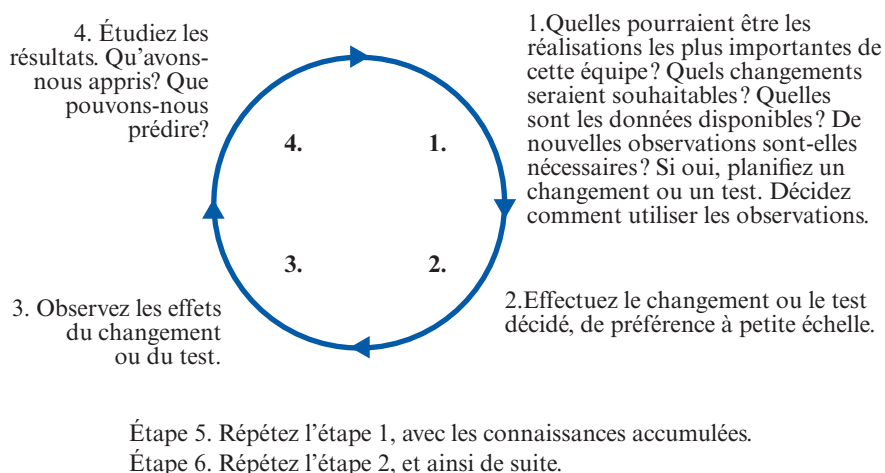 4. Étudiez les
résultats. Qu'avons-
nous appris? Que
pouvons-nous
prédire?
1.Quelles pourraient être les
réalisations les plus importantes de
cette équipe? Quels changements
seraient souhaitables? Quelles
sont les données disponibles? De
nouvelles observations sont-elles
nécessaires? Si oui, planifiez un
changement ou un test. Décidez
comment utiliser les observations.
4.
1.
3.
2.
3. Observez les effets
du changement
ou du test.
2.Effectuez le changement ou le test
décidé, de préférence à petite échelle.
Étape 5. Répétez l'étape 1, avec les connaissances accumulées.
Étape 6. Répétez l'étape 2, et ainsi de suite.